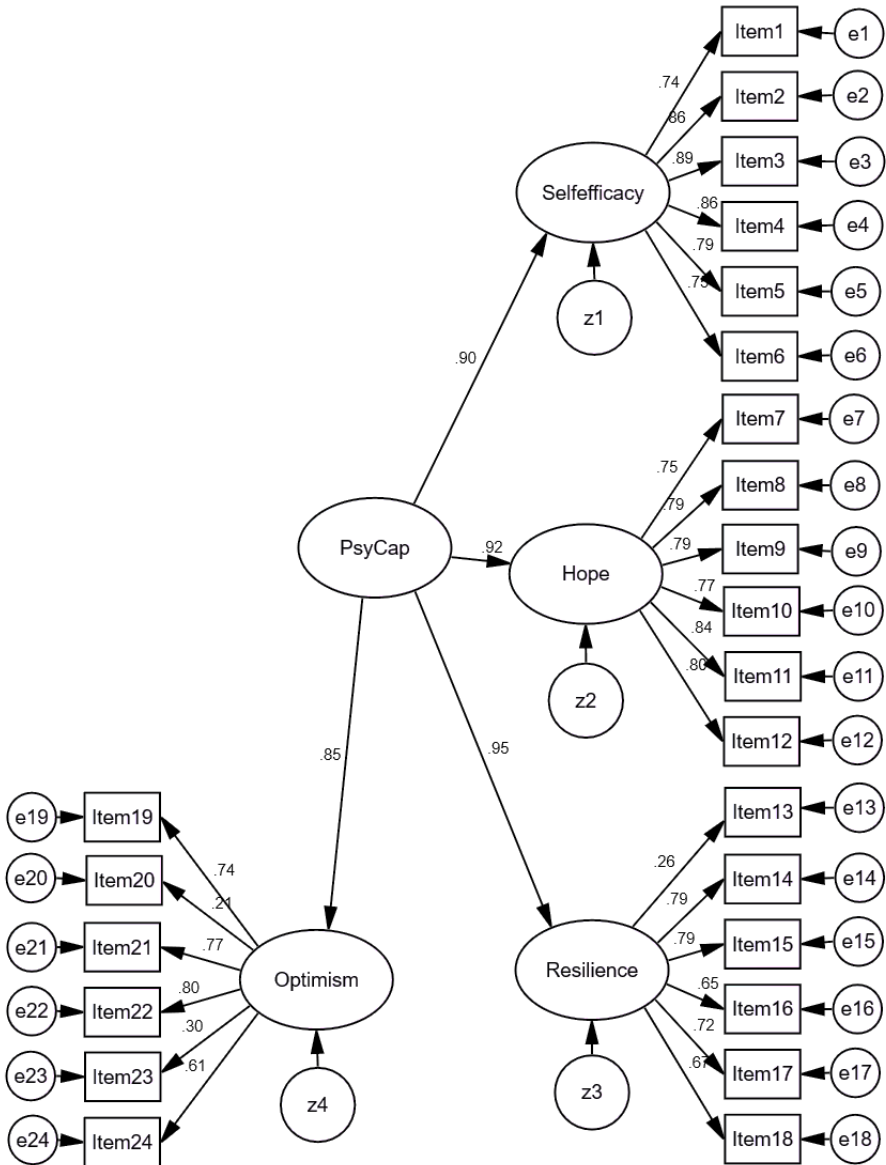 Item1
e1
.74
Item2
e2
.86
Item3
e3
.89
Selfefficacy
Item4
e4
.86
Item5
e5
.79
z1
Item6
e6
.90
Item7
e7
.75
Item8
e8
.79
PsyCap
.92
Item9
e9
.79
Hope
Item10
e10
.77
.84
Item11
e11
.80
z2
Item12
e12
.95
.85
Item13
e13
.26
Item14
e14
.79
Item15
e15
.79
Resilience
Item16
e16
.65
.72
Item17
e17
.67
z3
Item18
e18
e19
Item19
.74
e20
Item20
.21
e21
Item21
.77
Optimism
e22
Item22
.80
.30
e23
Item23
.61
z4
e24
Item24